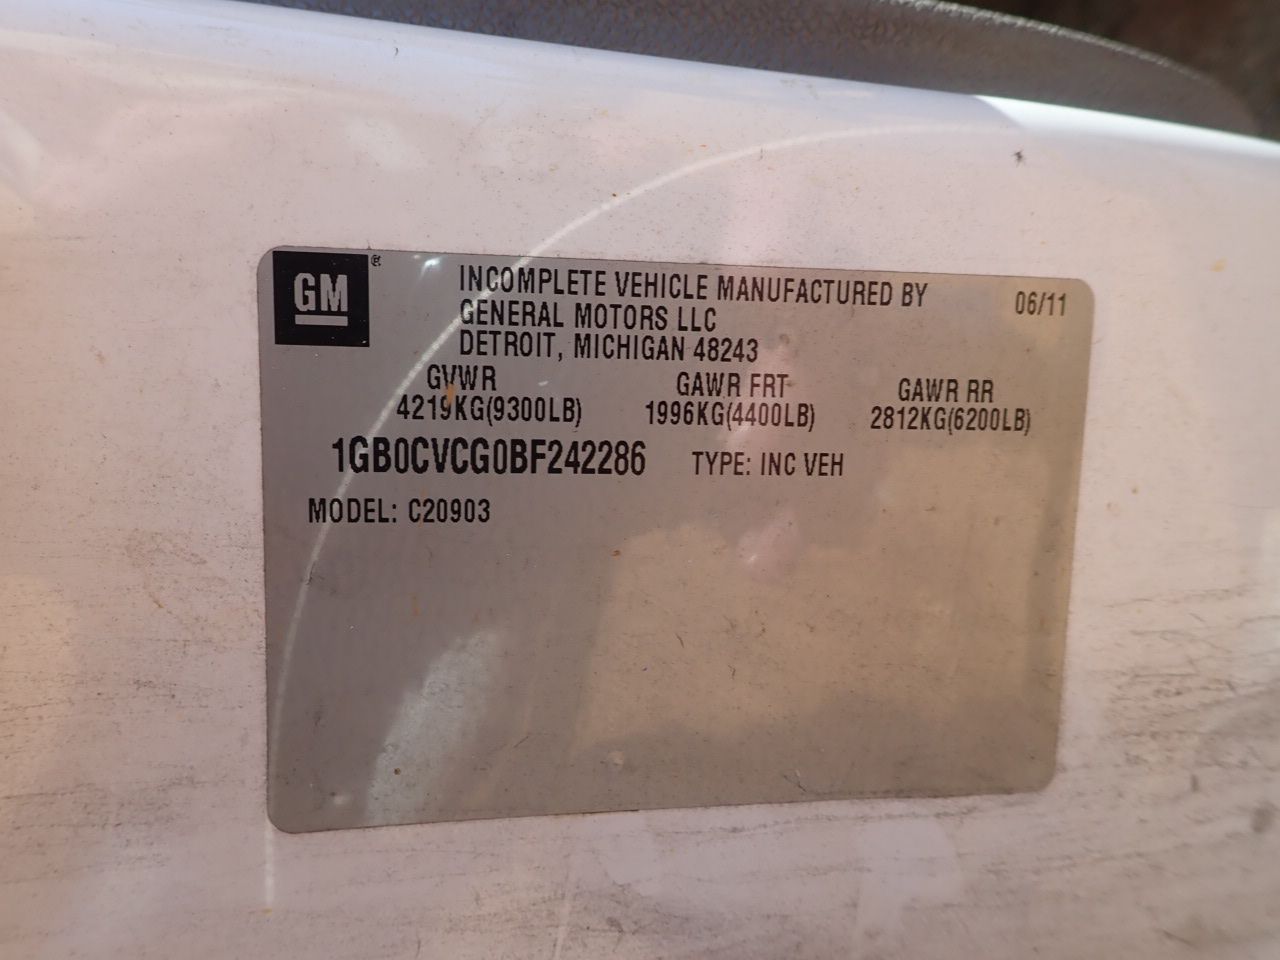 GM ®
INCOMPLETE VEHICLE MANUFACTURED BY 06/11
GENERAL MOTORS LLC
DETROIT, MICHIGAN 48243
GVWR GAWR FRT GAWR RR
4219KG(9300LB) 1996KG(4400LB) 2812KG(6200LB)
1GB0CVCG0BF242286 TYPE: INC VEH
MODEL: C20903